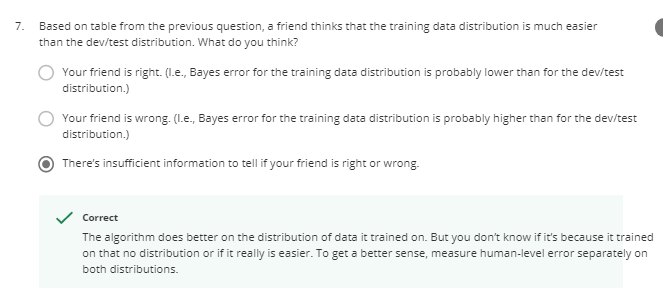 7. Based on table from the previous question, a friend thinks that the training data distribution is much easier
than the dev/test distribution. What do you think?
Your friend is right. (I.e., Bayes error for the training data distribution is probably lower than for the dev/test
distribution.)
Your friend is wrong. (I.e., Bayes error for the training data distribution is probably higher than for the dev/test
distribution.)
There's insufficient information to tell if your friend is right or wrong.
Correct
The algorithm does better on the distribution of data it trained on. But you don't know if it's because it trained
on that no distribution or if it really is easier. To get a better sense, measure human-level error separately on
both distributions.